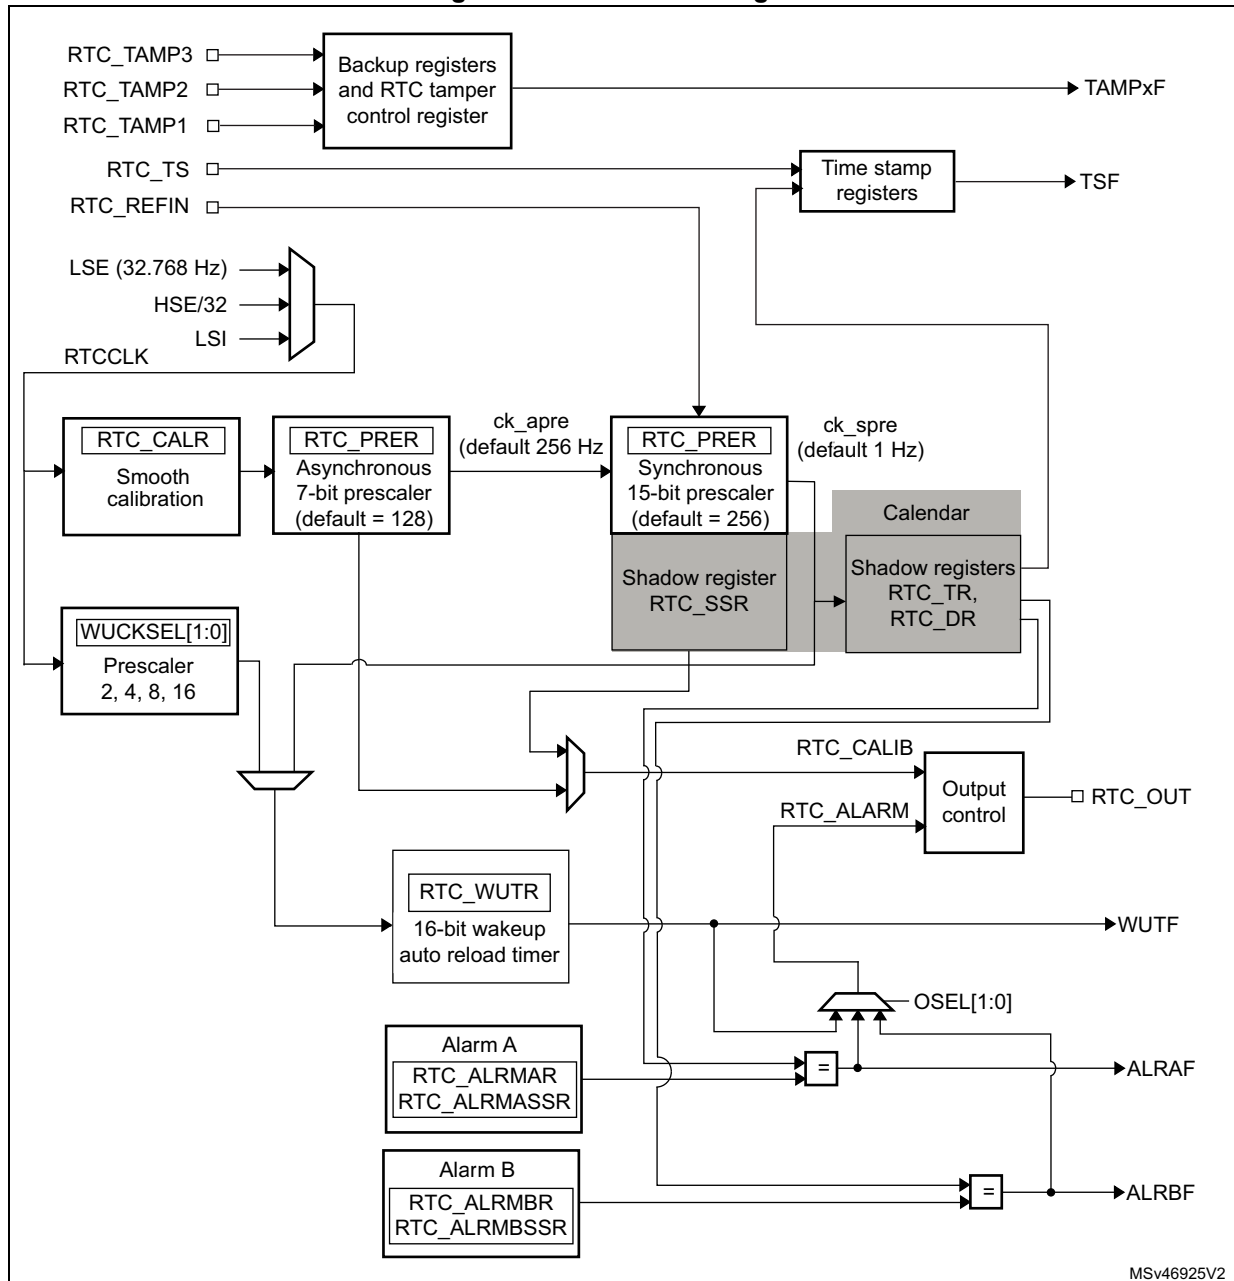 RTC_TAMP3
RTC_TAMP2
RTC_TAMP1
Backup registers
and RTC tamper
control register
TAMPxF
RTC_TS
RTC_REFIN
Time stamp
registers
TSF
LSE (32.768 Hz)
HSE/32
LSI
RTCCLK
RTC_CALR
Smooth
calibration
RTC_PRER
Asynchronous
7-bit prescaler
(default = 128)
ck_apre
(default 256 Hz
RTC_PRER
Synchronous
15-bit prescaler
(default = 256)
ck_spre
(default 1 Hz)
Calendar
Shadow register
RTC_SSR
Shadow registers
RTC_TR,
RTC_DR
WUCKSEL[1:0]
Prescaler
2, 4, 8, 16
RTC_CALIB
RTC_ALARM
Output
control
RTC_OUT
RTC_WUTR
16-bit wakeup
auto reload timer
WUTF
OSEL[1:0]
Alarm A
RTC_ALRMAR
RTC_ALRMASSR
=
ALRAF
Alarm B
RTC_ALRMBR
RTC_ALRMBSSR
=
ALRBF
MSv46925V2